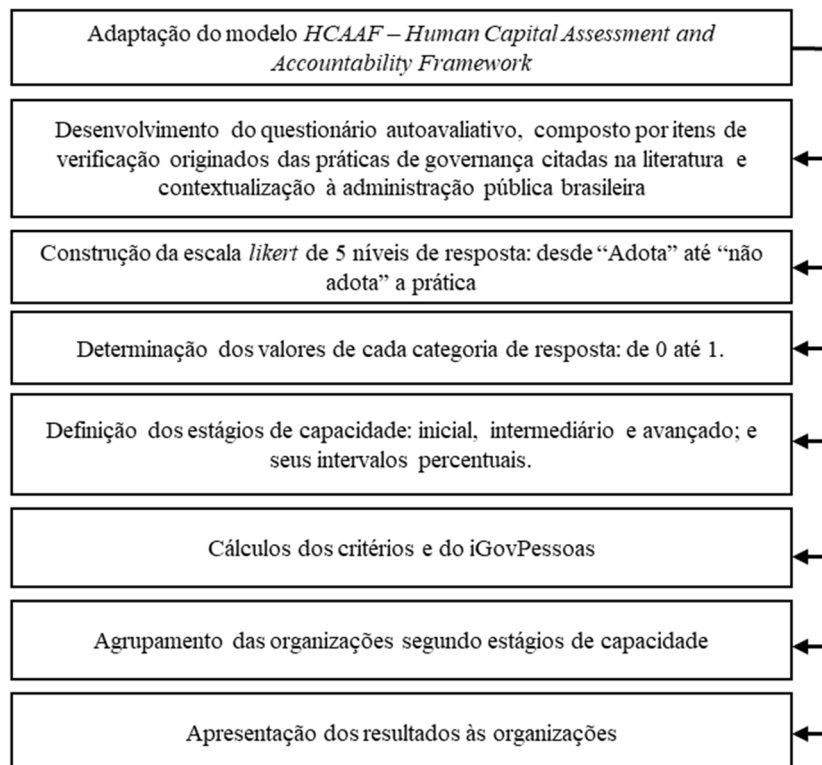 Adaptação do modelo HCAAF – Human Capital Assessment and
Accountability Framework
Desenvolvimento do questionário autoavaliativo, composto por itens de
verificação originados das práticas de governança citadas na literatura e
contextualização à administração pública brasileira
Construção da escala likert de 5 níveis de resposta: desde “Adota” até “não
adota” a prática
Determinação dos valores de cada categoria de resposta: de 0 até 1.
Definição dos estágios de capacidade: inicial, intermediário e avançado; e
seus intervalos percentuais.
Cálculos dos critérios e do iGovPessoas
Agrupamento das organizações segundo estágios de capacidade
Apresentação dos resultados às organizações